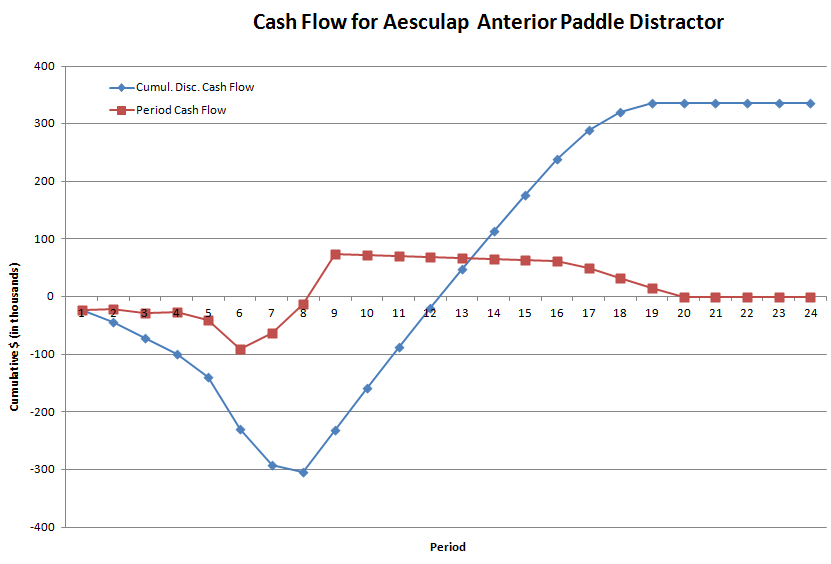 Cash Flow for Aesculap  Anterior Paddle Distractor
400
Cumul. Disc. Cash Flow
Period Cash Flow
300
200
100
0
1 2 3 4 5 6 7 8 9 10 11 12 13 14 15 16 17 18 19 20 21 22 23 24
-100
-200
-300
-400
Cumulative $ (in thousands)
Period